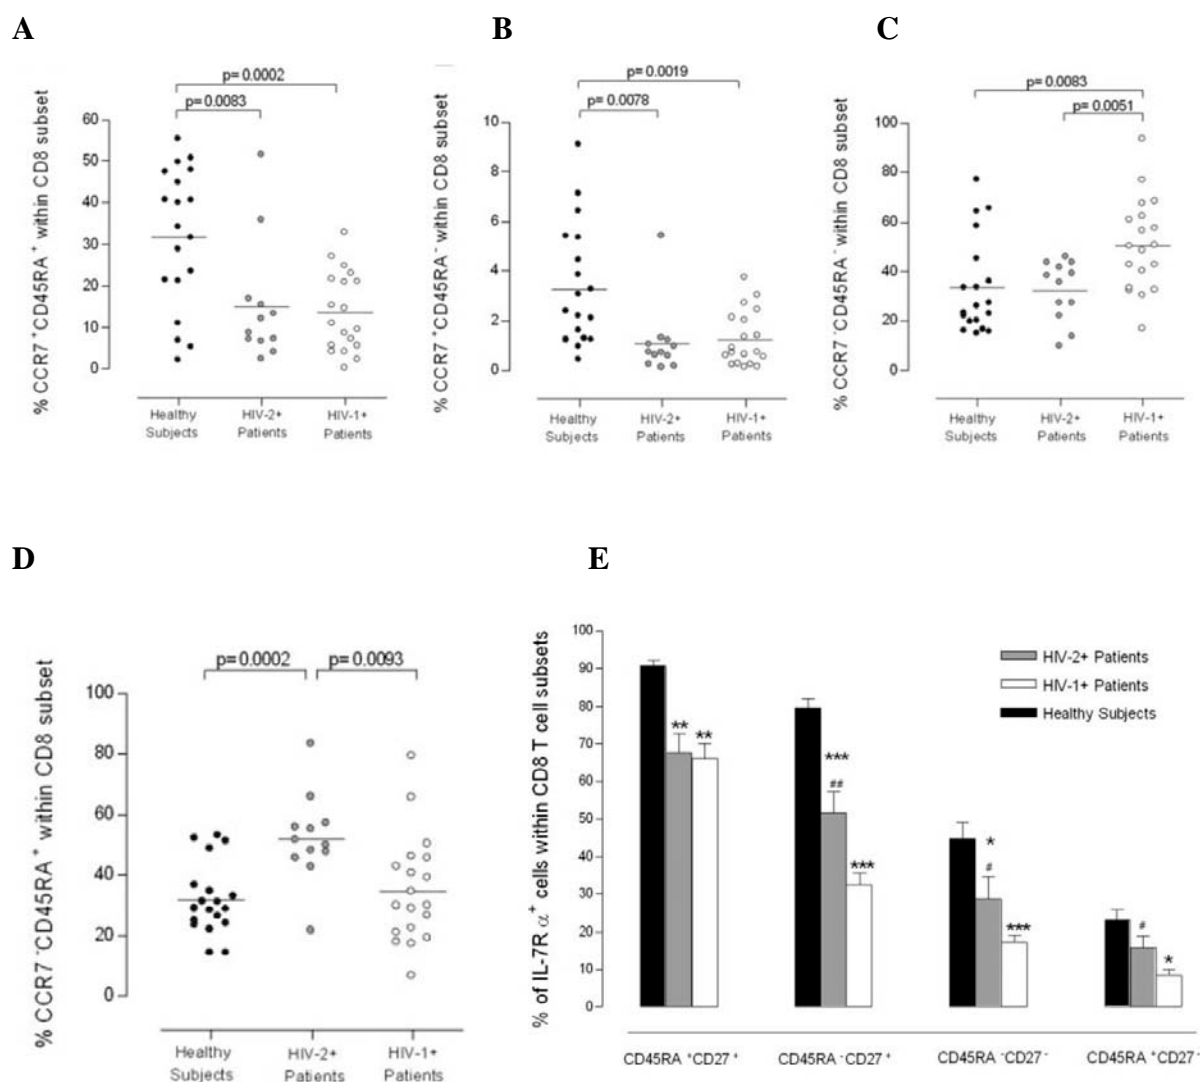 A
B
C
p= 0.0002
p= 0.0083
% CCR7 +CD45RA + within CD8 subset
60
50
40
30
20
10
0
Healthy Subjects
HIV-2+ Patients
HIV-1+ Patients
p= 0.0019
p= 0.0078
% CCR7 +CD45RA - within CD8 subset
10
8
6
4
2
0
Healthy Subjects
HIV-2+ Patients
HIV-1+ Patients
p= 0.0083
p= 0.0051
% CCR7 -CD45RA - within CD8 subset
100
80
60
40
20
0
Healthy Subjects
HIV-2+ Patients
HIV-1+ Patients
D
E
p= 0.0002
p= 0.0093
% CCR7 -CD45RA + within CD8 subset
100
80
60
40
20
0
Healthy Subjects
HIV-2+ Patients
HIV-1+ Patients
% of IL-7R α+ cells within CD8 T cell subsets
100
90
80
70
60
50
40
30
20
10
0
HIV-2+ Patients
HIV-1+ Patients
Healthy Subjects
** **
***
##
***
*
#
***
#
*
CD45RA +CD27 +
CD45RA -CD27 +
CD45RA -CD27 -
CD45RA +CD27 -